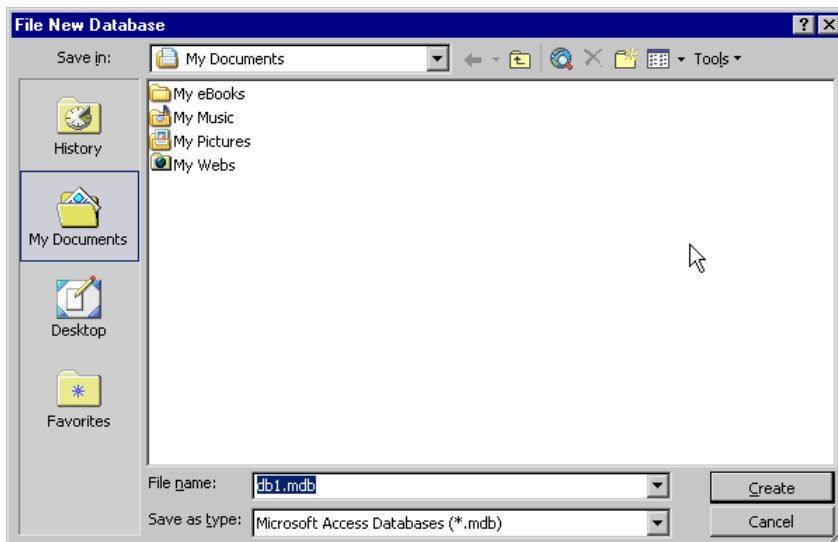 File New Database
Save in: My Documents Tools
My eBooks
My Music
My Pictures
My Webs
History
My Documents
Desktop
Favorites
File name: db1.mdb Create
Save as type: Microsoft Access Databases (*.mdb) Cancel